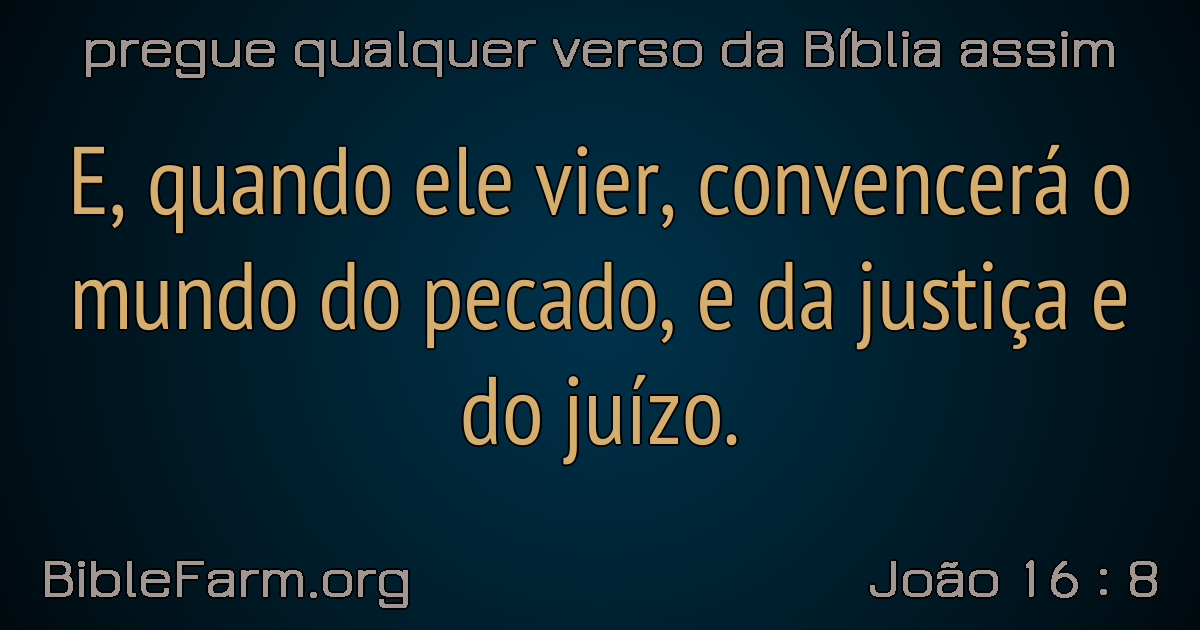 pregue qualquer verso da Bíblia assim
E, quando ele vier, convencerá o
mundo do pecado, e da justiça e
do juízo.
BibleFarm.org
João 16 : 8